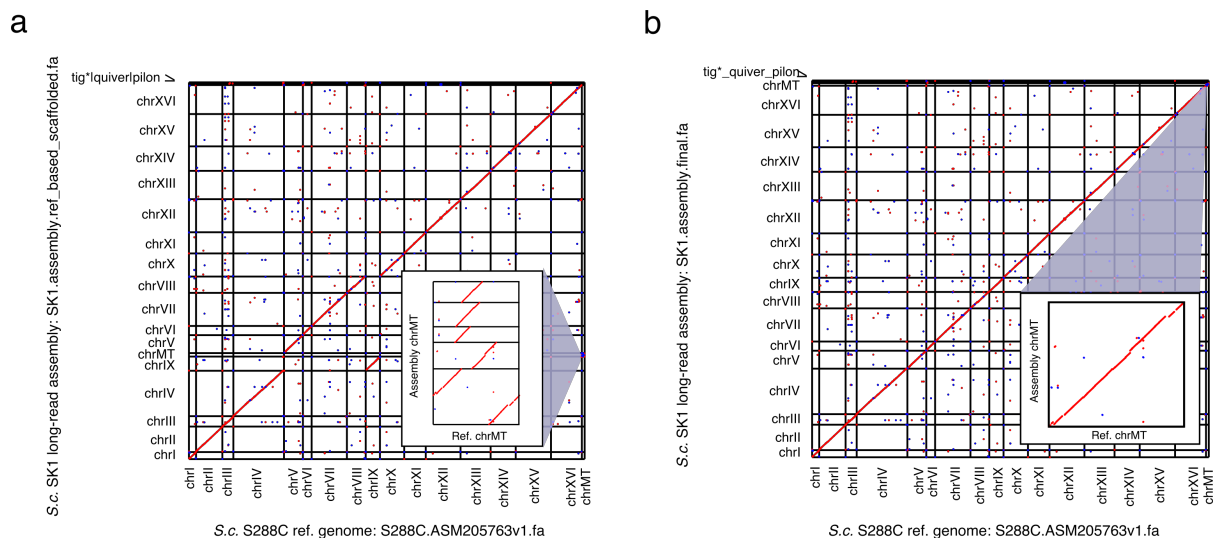 a
S.c. SK1 long-read assembly: SK1.assembly.ref_based_scaffolded.fa
tig*|quiver|pilon
chrXVI
chrXV
chrXIV
chrXIII
chrXII
chrXI
chrX
chrVIII
chrVII
chrVI
chrV
chrMT
chrIX
chrIV
chrIII
chrII
chrI
Assembly chrMT
Ref. chrMT
chrI
chrII
chrIII
chrIV
chrV
chrVI
chrVII
chrVIII
chrIX
chrX
chrXI
chrXII
chrXIII
chrXIV
chrXV
chrXVI
chrMT
S.c. S288C ref. genome: S288C.ASM205763v1.fa
b
S.c. SK1 long-read assembly: SK1.assembly.final.fa
tig*_quiver_pilon
chrMT
chrXVI
chrXV
chrXIV
chrXIII
chrXII
chrXI
chrX
chrIX
chrVIII
chrVII
chrVI
chrV
chrIV
chrIII
chrII
chrI
Assembly chrMT
Ref. chrMT
chrI
chrII
chrIII
chrIV
chrV
chrVI
chrVII
chrVIII
chrIX
chrX
chrXI
chrXII
chrXIII
chrXIV
chrXV
chrXVI
chrMT
S.c. S288C ref. genome: S288C.ASM205763v1.fa